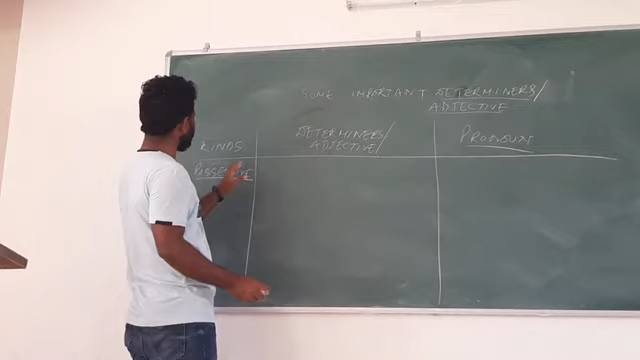 SOME IMPORTANT DETERMINERS/
ADJECTIVE
KINDS
DETERMINERS/
ADJECTIVE
PRONOUN